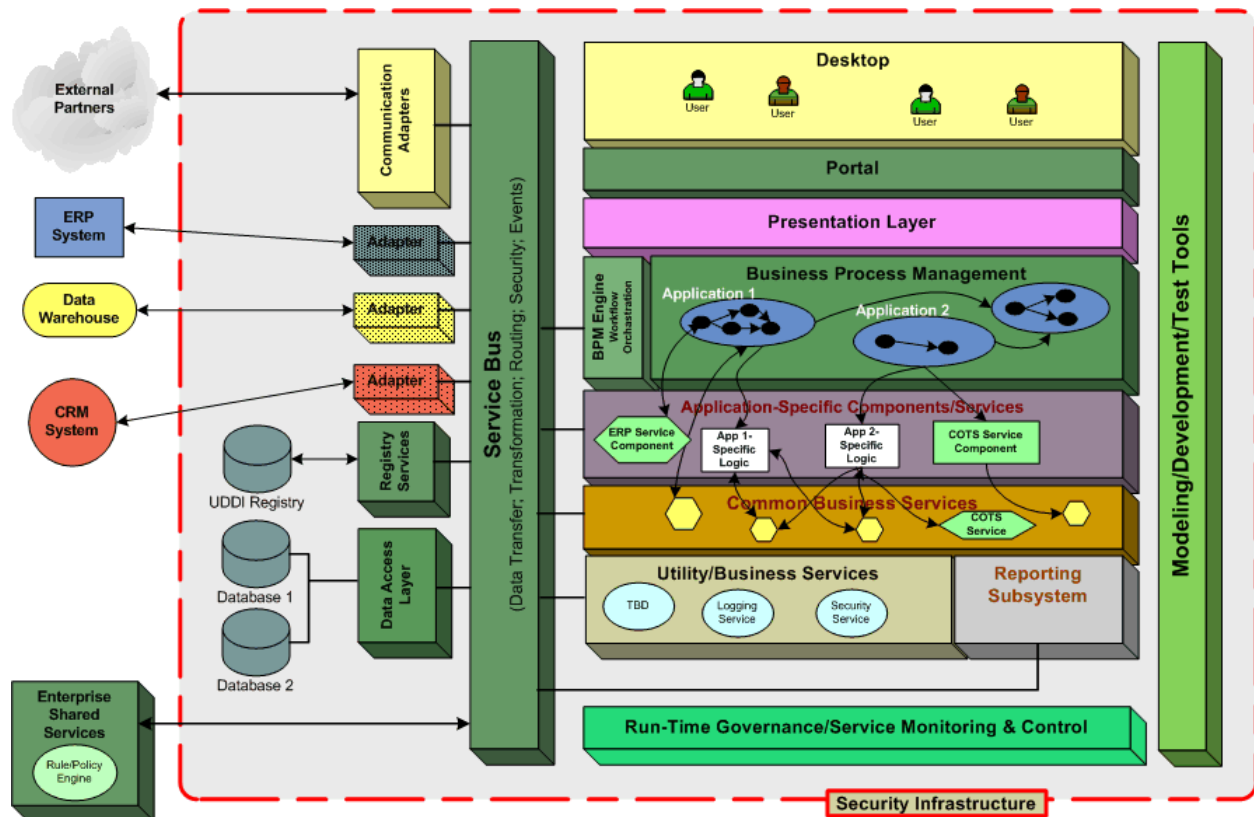 External
Partners
ERP
System
Data
Warehouse
CRM
System
UDDI Registry
Database 1
Database 2
Enterprise
Shared
Services
Rule/Policy
Engine
Communication
Adapters
Adapter
Adapter
Adapter
Registry
Services
Data Access
Layer
Service Bus
(Data Transfer; Transformation; Routing; Security; Events)
Desktop
User
User
User
User
Portal
Presentation Layer
BPM Engine
Workflow
Orchastration
Business Process Management
Application 1
Application 2
Application-Specific Components/Services
ERP Service
Component
App 1-
Specific
Logic
App 2-
Specific
Logic
COTS Service
Component
Common Business Services
COTS
Service
Utility/Business Services
TBD
Logging
Service
Security
Service
Reporting
Subsystem
Run-Time Governance/Service Monitoring & Control
Modeling/Development/Test Tools
Security Infrastructure